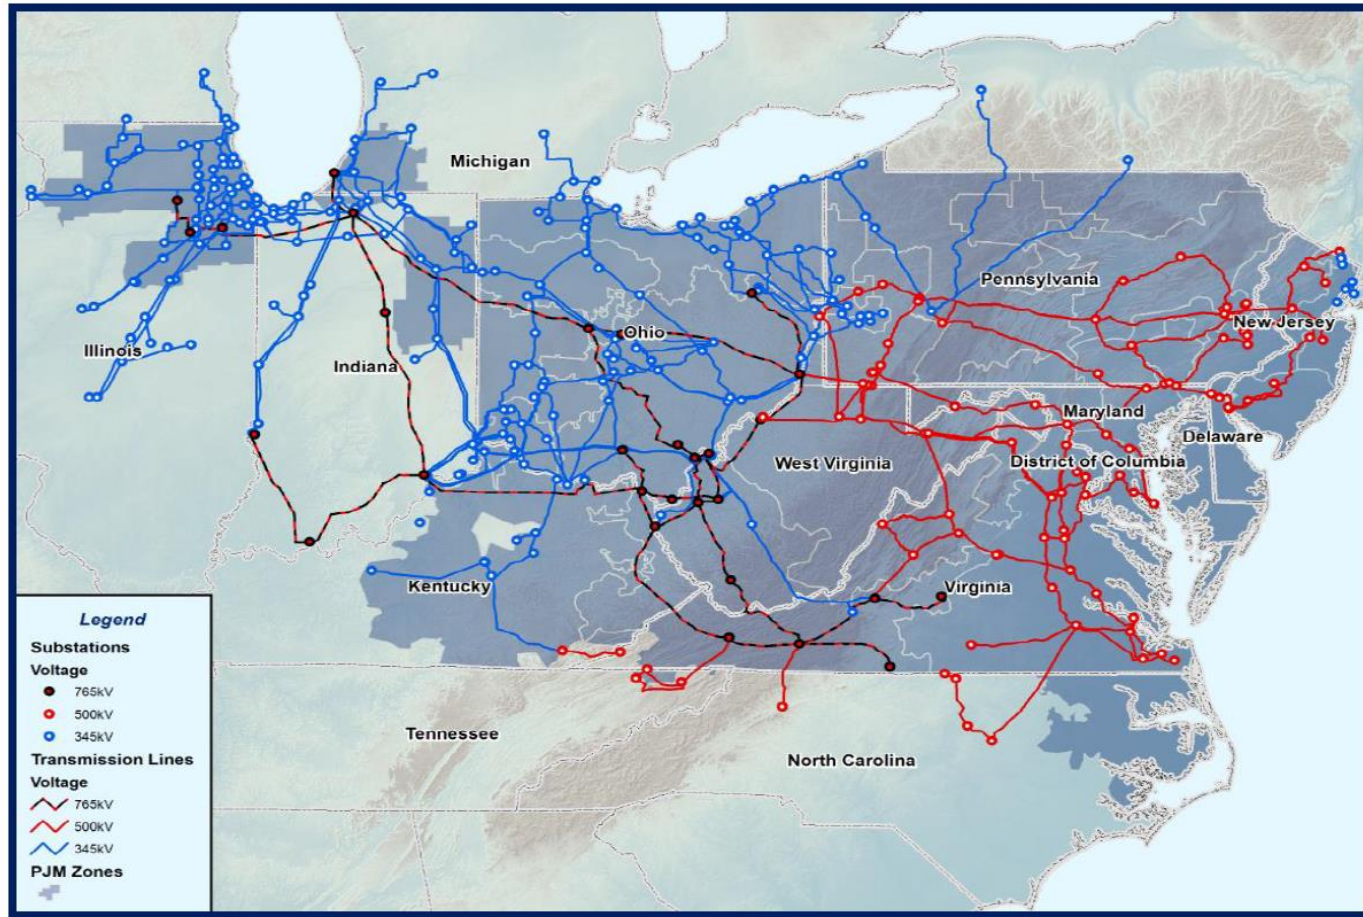 Michigan
Pennsylvania
New Jersey
Ohio
Illinois
Indiana
Maryland
Delaware
West Virginia
District of Columbia
Kentucky
Virginia
Tennessee
North Carolina
Legend
Substations
Voltage
765kV
500kV
345kV
Transmission Lines
Voltage
765kV
500kV
345kV
PJM Zones